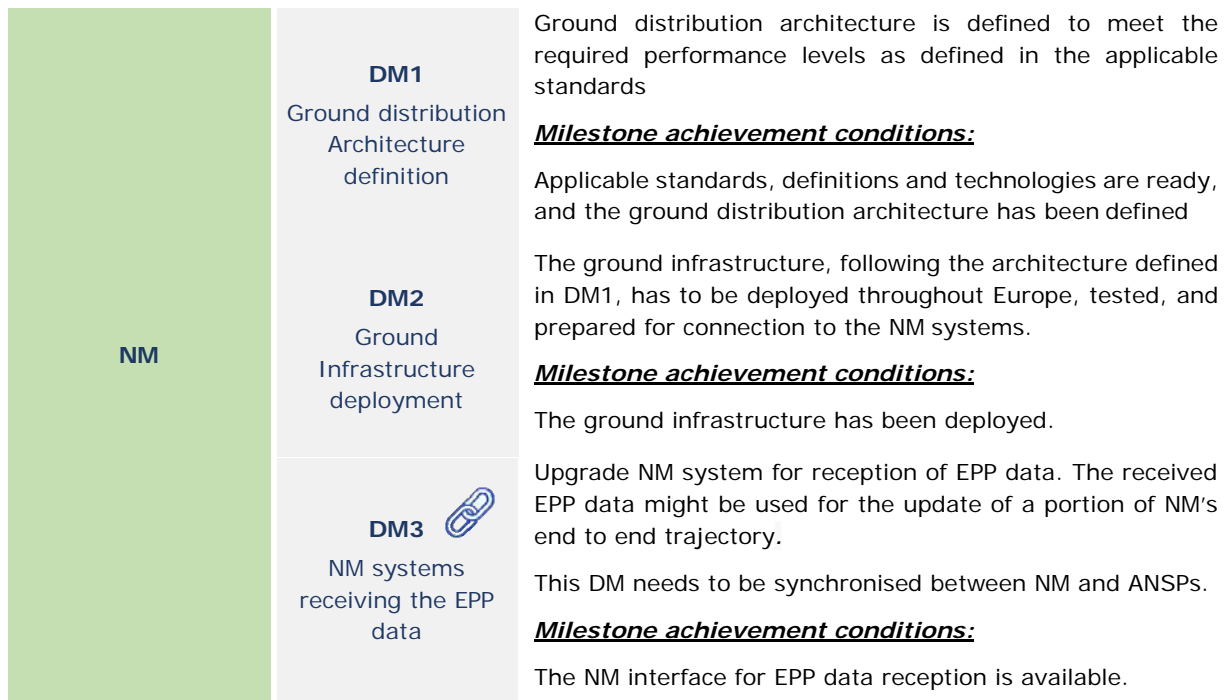 NM
DM1
Ground distribution
Architecture
definition
Ground distribution architecture is defined to meet the
required performance levels as defined in the applicable
standards
Milestone achievement conditions:
Applicable standards, definitions and technologies are ready,
and the ground distribution architecture has been defined
DM2
Ground
Infrastructure
deployment
The ground infrastructure, following the architecture defined
in DM1, has to be deployed throughout Europe, tested, and
prepared for connection to the NM systems.
Milestone achievement conditions:
The ground infrastructure has been deployed.
DM3
NM systems
receiving the EPP
data
Upgrade NM system for reception of EPP data. The received
EPP data might be used for the update of a portion of NM's
end to end trajectory.
This DM needs to be synchronised between NM and ANSPs.
Milestone achievement conditions:
The NM interface for EPP data reception is available.